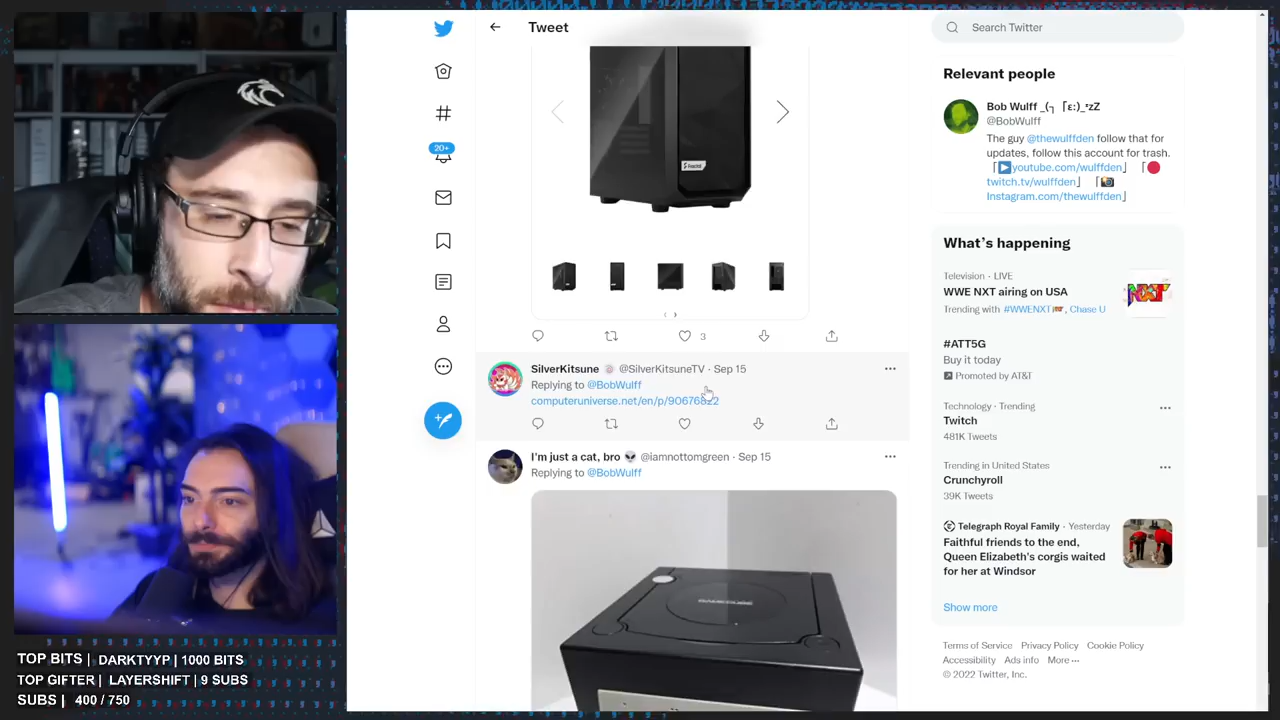 Tweet
Search Twitter
Relevant people
Bob Wulff _(┐「ε:)_･zZ
@BobWulff
The guy @thewulffden follow that for
updates, follow this account for trash.
「▶️youtube.com/wulffden」 「🔴
twitch.tv/wulffden」 「📷
Instagram.com/thewulffden」
20+
Fractal
3
SilverKitsune @SilverKitsuneTV · Sep 15
Replying to @BobWulff
computeruniverse.net/en/p/90676822
I'm just a cat, bro 👽 @iamnottomgreen · Sep 15
Replying to @BobWulff
GAMECUBE
What's happening
Television · LIVE
WWE NXT airing on USA
Trending with #WWENXT, Chase U
NXT
#ATT5G
Buy it today
Promoted by AT&T
Technology · Trending
Twitch
481K Tweets
Trending in United States
Crunchyroll
39K Tweets
Telegraph Royal Family · Yesterday
Faithful friends to the end,
Queen Elizabeth's corgis waited
for her at Windsor
Show more
Terms of Service Privacy Policy Cookie Policy
Accessibility Ads info More ···
© 2022 Twitter, Inc.
TOP BITS | DARKTYYP | 1000 BITS
TOP GIFTER | LAYERSHIFT | 9 SUBS
SUBS | 400 / 750